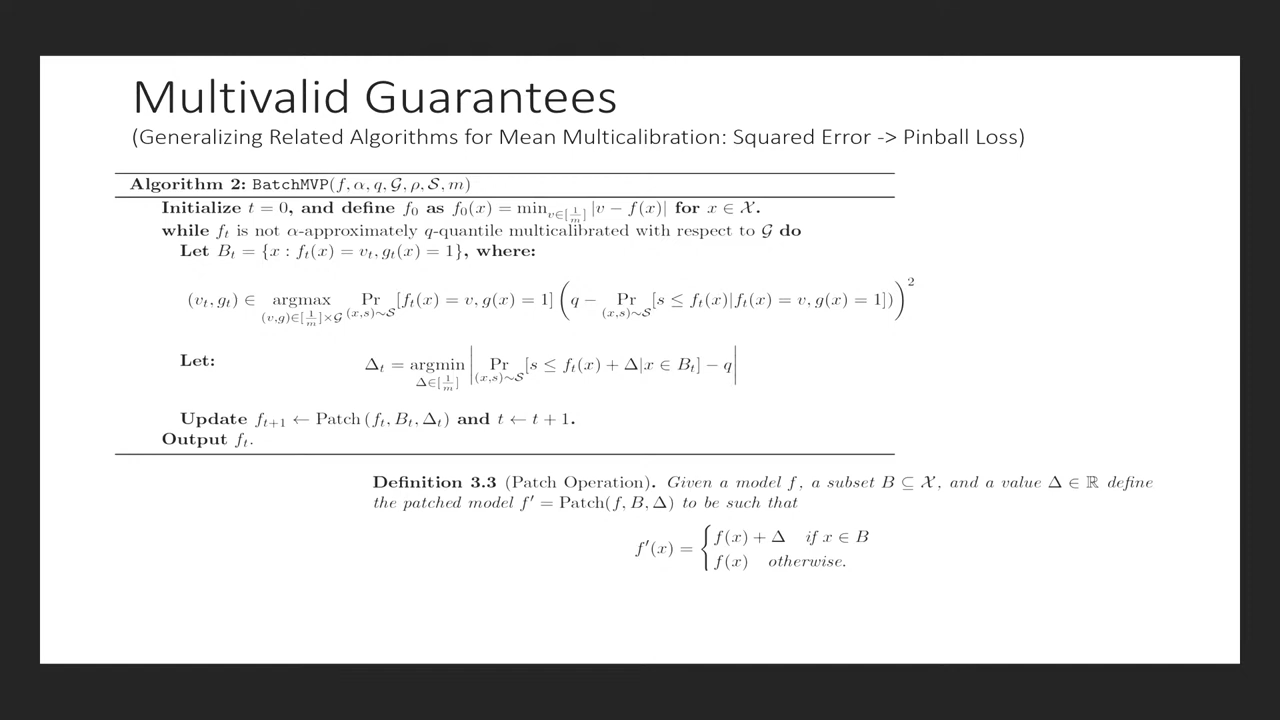 Multivalid Guarantees
(Generalizing Related Algorithms for Mean Multicalibration: Squared Error -> Pinball Loss)
Algorithm 2: BatchMVP(f, α, q, 𝒢, ρ, 𝒮, m)
Initialize t = 0, and define f₀ as f₀(x) = min_{v∈[1/m]} |v − f(x)| for x ∈ 𝒳.
while f_t is not α-approximately q-quantile multicalibrated with respect to 𝒢 do
Let B_t = {x : f_t(x) = v_t, g_t(x) = 1}, where:
(v_t, g_t) ∈ argmax_{(v,g)∈[1/m]×𝒢} Pr_{(x,s)∼𝒮}[f_t(x) = v, g(x) = 1] (q − Pr_{(x,s)∼𝒮}[s ≤ f_t(x)|f_t(x) = v, g(x) = 1])²
Let: Δ_t = argmin_{Δ∈[1/m]} |Pr_{(x,s)∼𝒮}[s ≤ f_t(x) + Δ|x ∈ B_t] − q|
Update f_{t+1} ← Patch (f_t, B_t, Δ_t) and t ← t + 1.
Output f_t.
Definition 3.3 (Patch Operation). Given a model f, a subset B ⊆ 𝒳, and a value Δ ∈ ℝ define
the patched model f′ = Patch(f, B, Δ) to be such that
f′(x) = { f(x) + Δ if x ∈ B
f(x) otherwise.